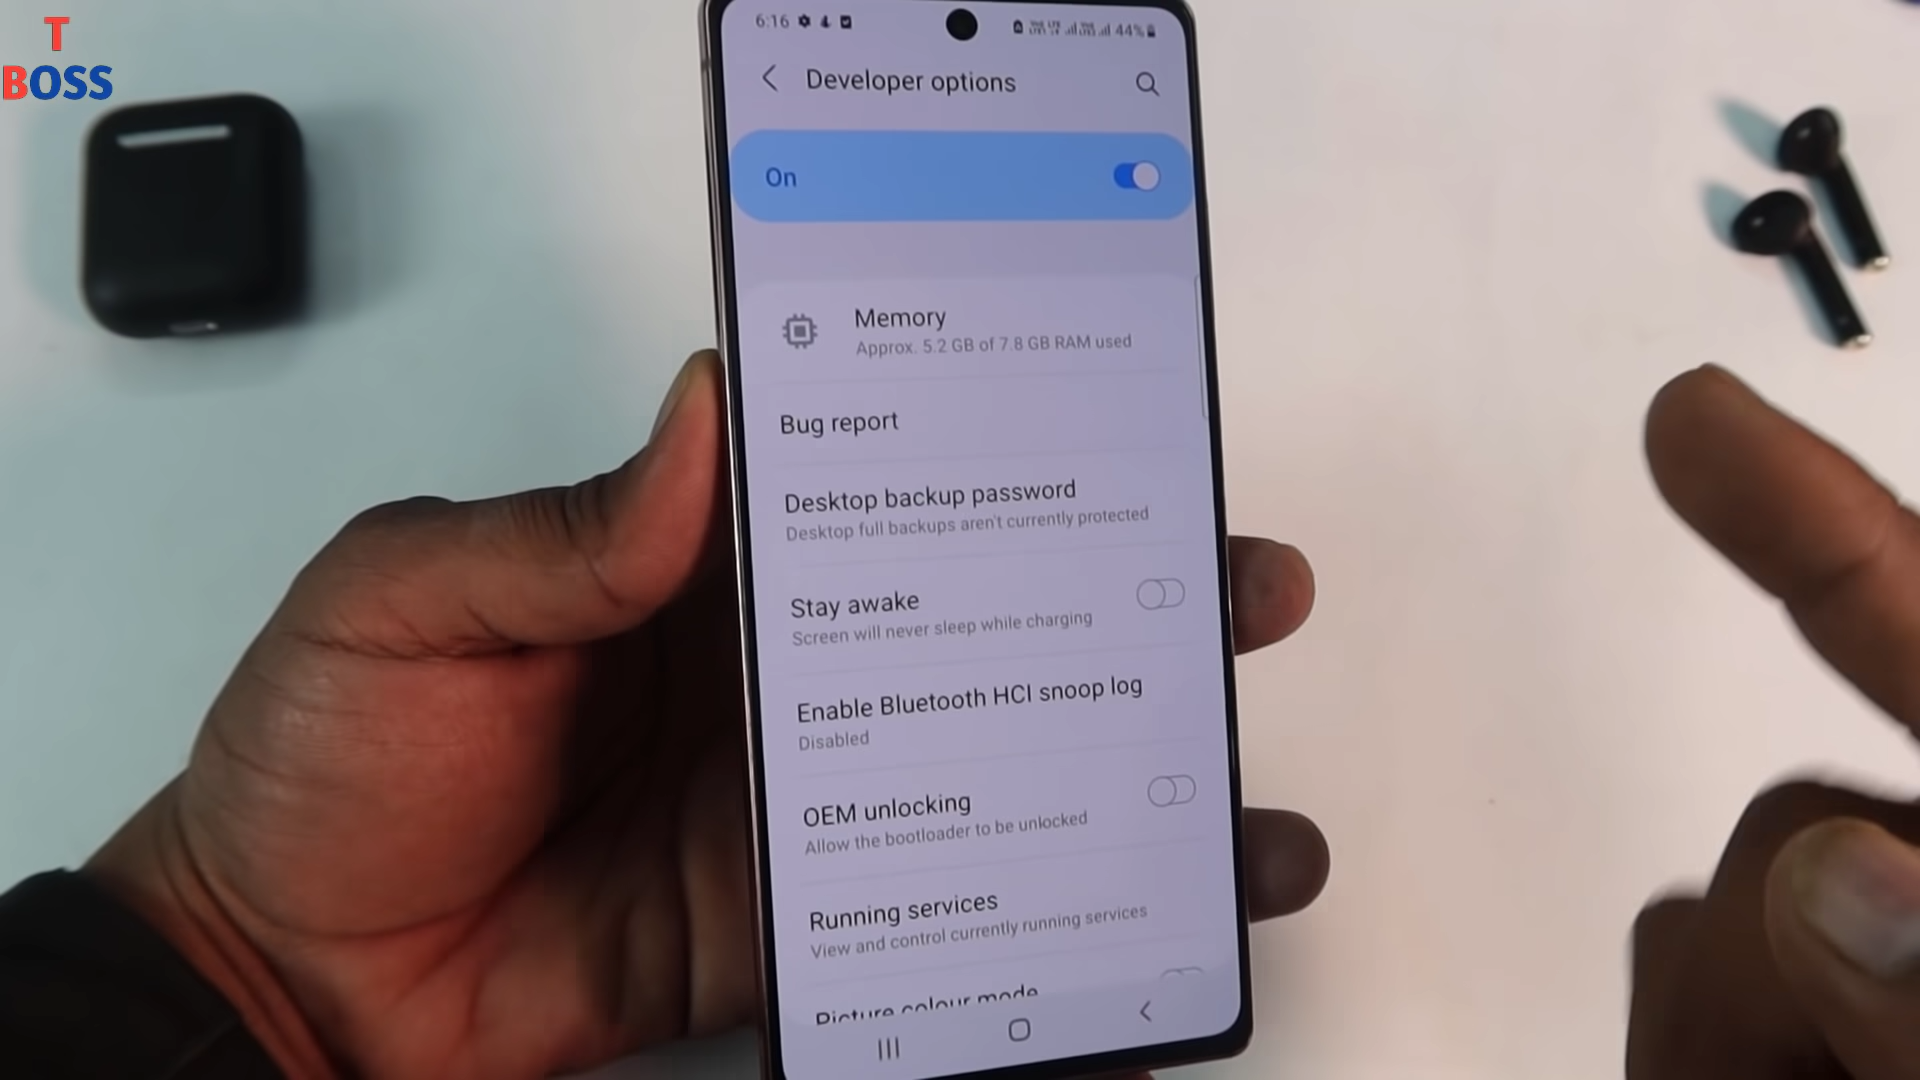 T
BOSS
6:16
44%
Developer options
On
Memory
Approx. 5.2 GB of 7.8 GB RAM used
Bug report
Desktop backup password
Desktop full backups aren't currently protected
Stay awake
Screen will never sleep while charging
Enable Bluetooth HCI snoop log
Disabled
OEM unlocking
Allow the bootloader to be unlocked
Running services
View and control currently running services
Picture colour mode